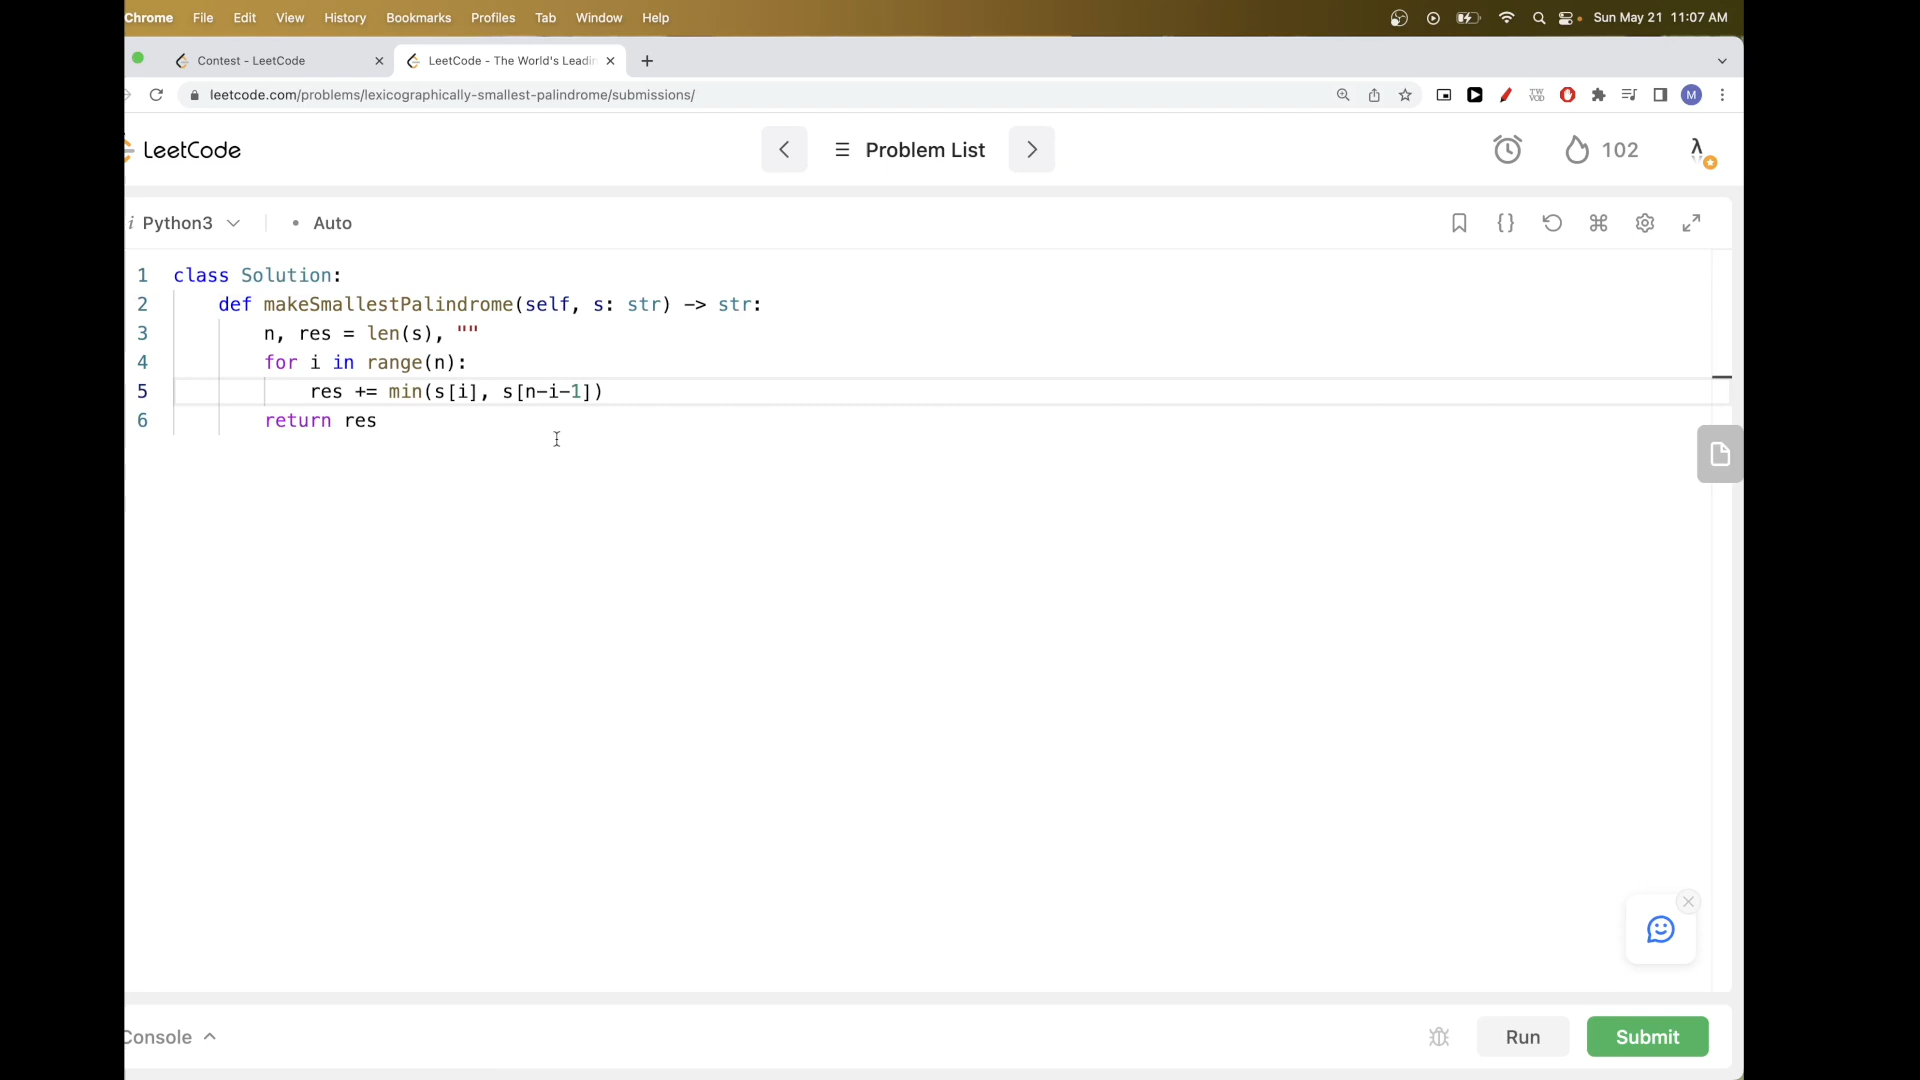 Chrome File Edit View History Bookmarks Profiles Tab Window Help Sun May 21 11:07 AM
Contest - LeetCode LeetCode - The World's Leadin
leetcode.com/problems/lexicographically-smallest-palindrome/submissions/ TW VOD M
LeetCode Problem List 102
i Python3 • Auto
1 class Solution:
2 def makeSmallestPalindrome(self, s: str) -> str:
3 n, res = len(s), ""
4 for i in range(n):
5 res += min(s[i], s[n-i-1])
6 return res
Console Run Submit